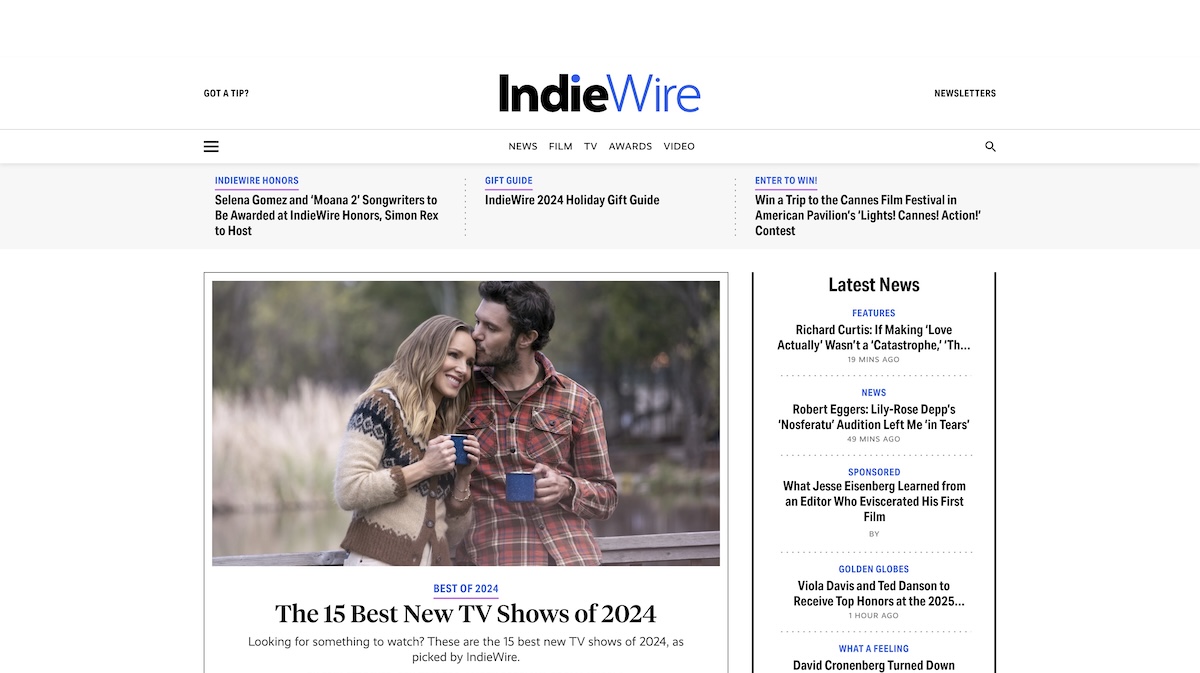 GOT A TIP?
IndieWire
NEWSLETTERS
NEWS FILM TV AWARDS VIDEO
INDIEWIRE HONORS
Selena Gomez and ‘Moana 2’ Songwriters to
Be Awarded at IndieWire Honors, Simon Rex
to Host
GIFT GUIDE
IndieWire 2024 Holiday Gift Guide
ENTER TO WIN!
Win a Trip to the Cannes Film Festival in
American Pavilion’s ‘Lights! Cannes! Action!’
Contest
BEST OF 2024
The 15 Best New TV Shows of 2024
Looking for something to watch? These are the 15 best new TV shows of 2024, as
picked by IndieWire.
Latest News
FEATURES
Richard Curtis: If Making ‘Love
Actually’ Wasn’t a ‘Catastrophe,’ ‘Th...
19 MINS AGO
NEWS
Robert Eggers: Lily-Rose Depp’s
‘Nosferatu’ Audition Left Me ‘in Tears’
49 MINS AGO
SPONSORED
What Jesse Eisenberg Learned from
an Editor Who Eviscerated His First
Film
BY
GOLDEN GLOBES
Viola Davis and Ted Danson to
Receive Top Honors at the 2025...
1 HOUR AGO
WHAT A FEELING
David Cronenberg Turned Down